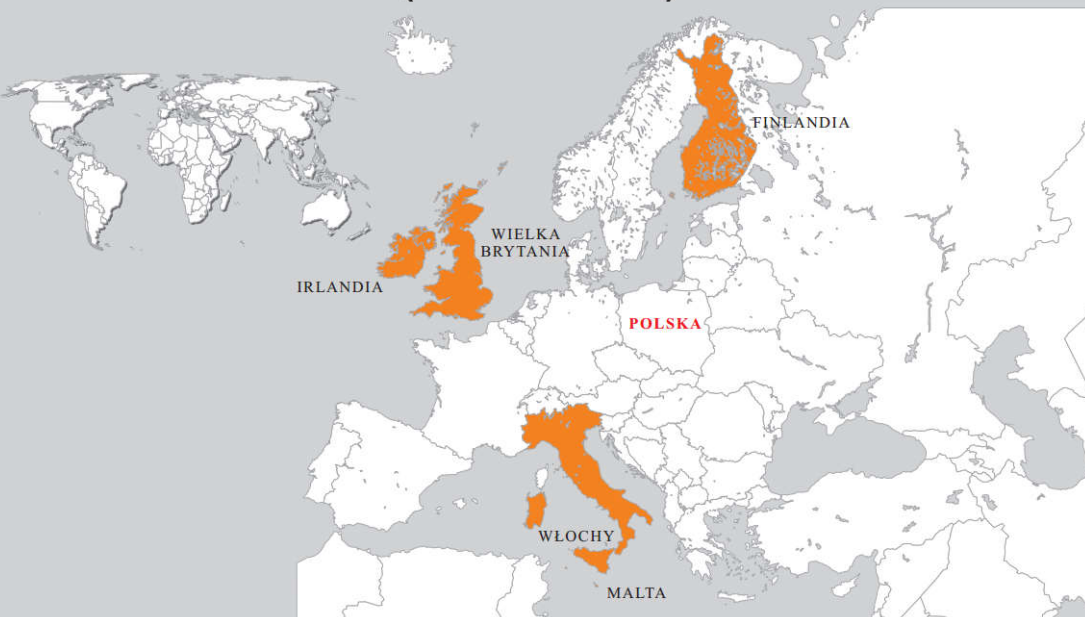 FINLANDIA
WIELKA
BRYTANIA
IRLANDIA
POLSKA
WŁOCHY
MALTA